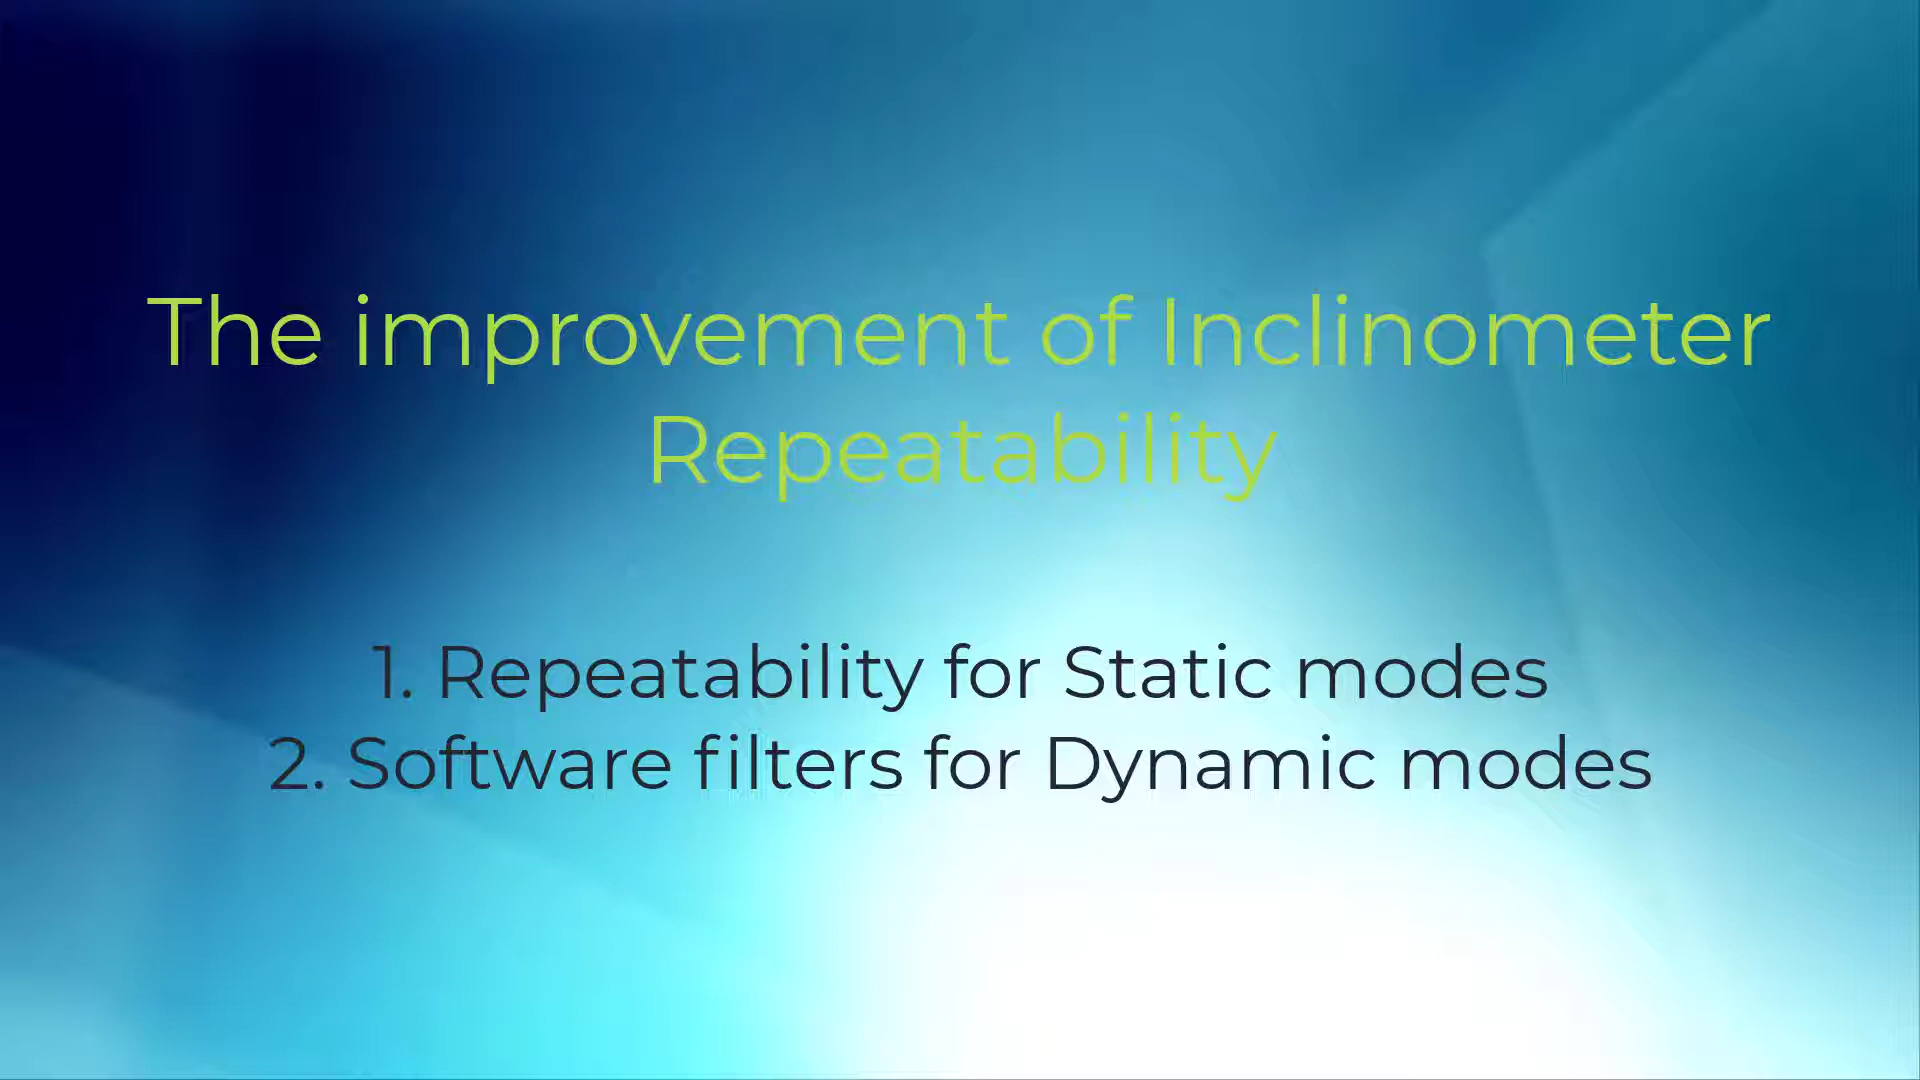 The improvement of Inclinometer
Repeatability
1. Repeatability for Static modes
2. Software filters for Dynamic modes